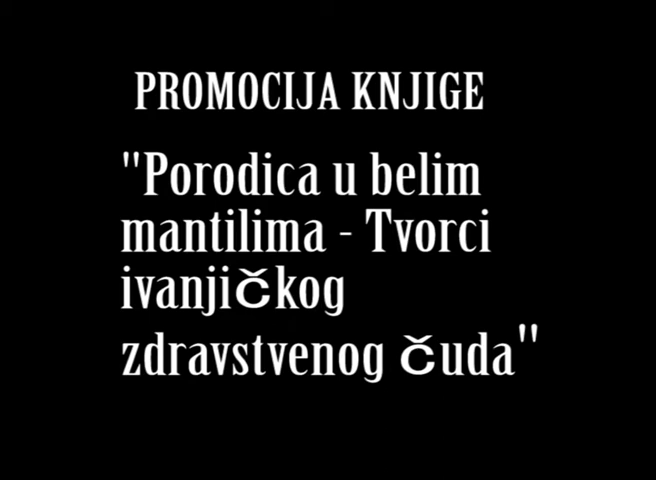 PROMOCIJA KNJIGE
"Porodica u belim
mantilima - Tvorci
ivanjičkog
zdravstvenog čuda"